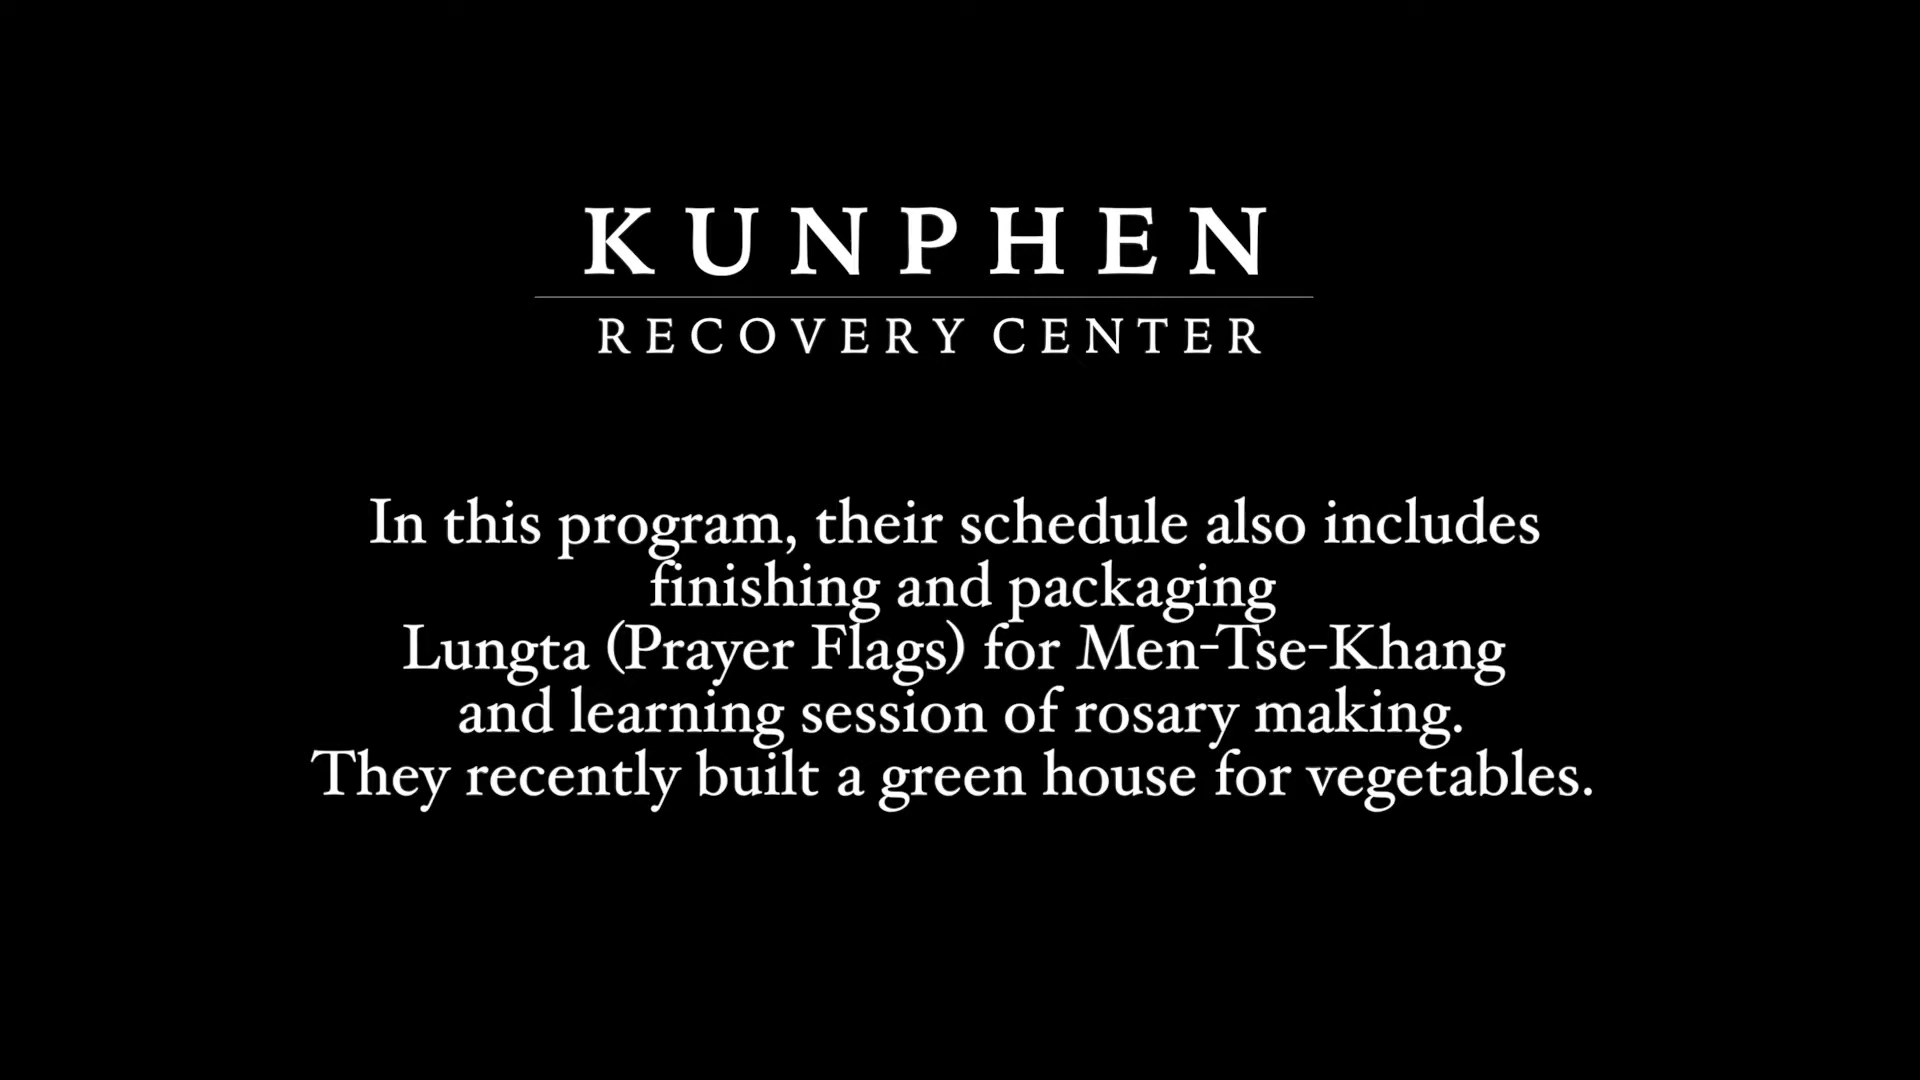 KUNPHEN
RECOVERY CENTER
In this program, their schedule also includes
finishing and packaging
Lungta (Prayer Flags) for Men-Tse-Khang
and learning session of rosary making.
They recently built a green house for vegetables.